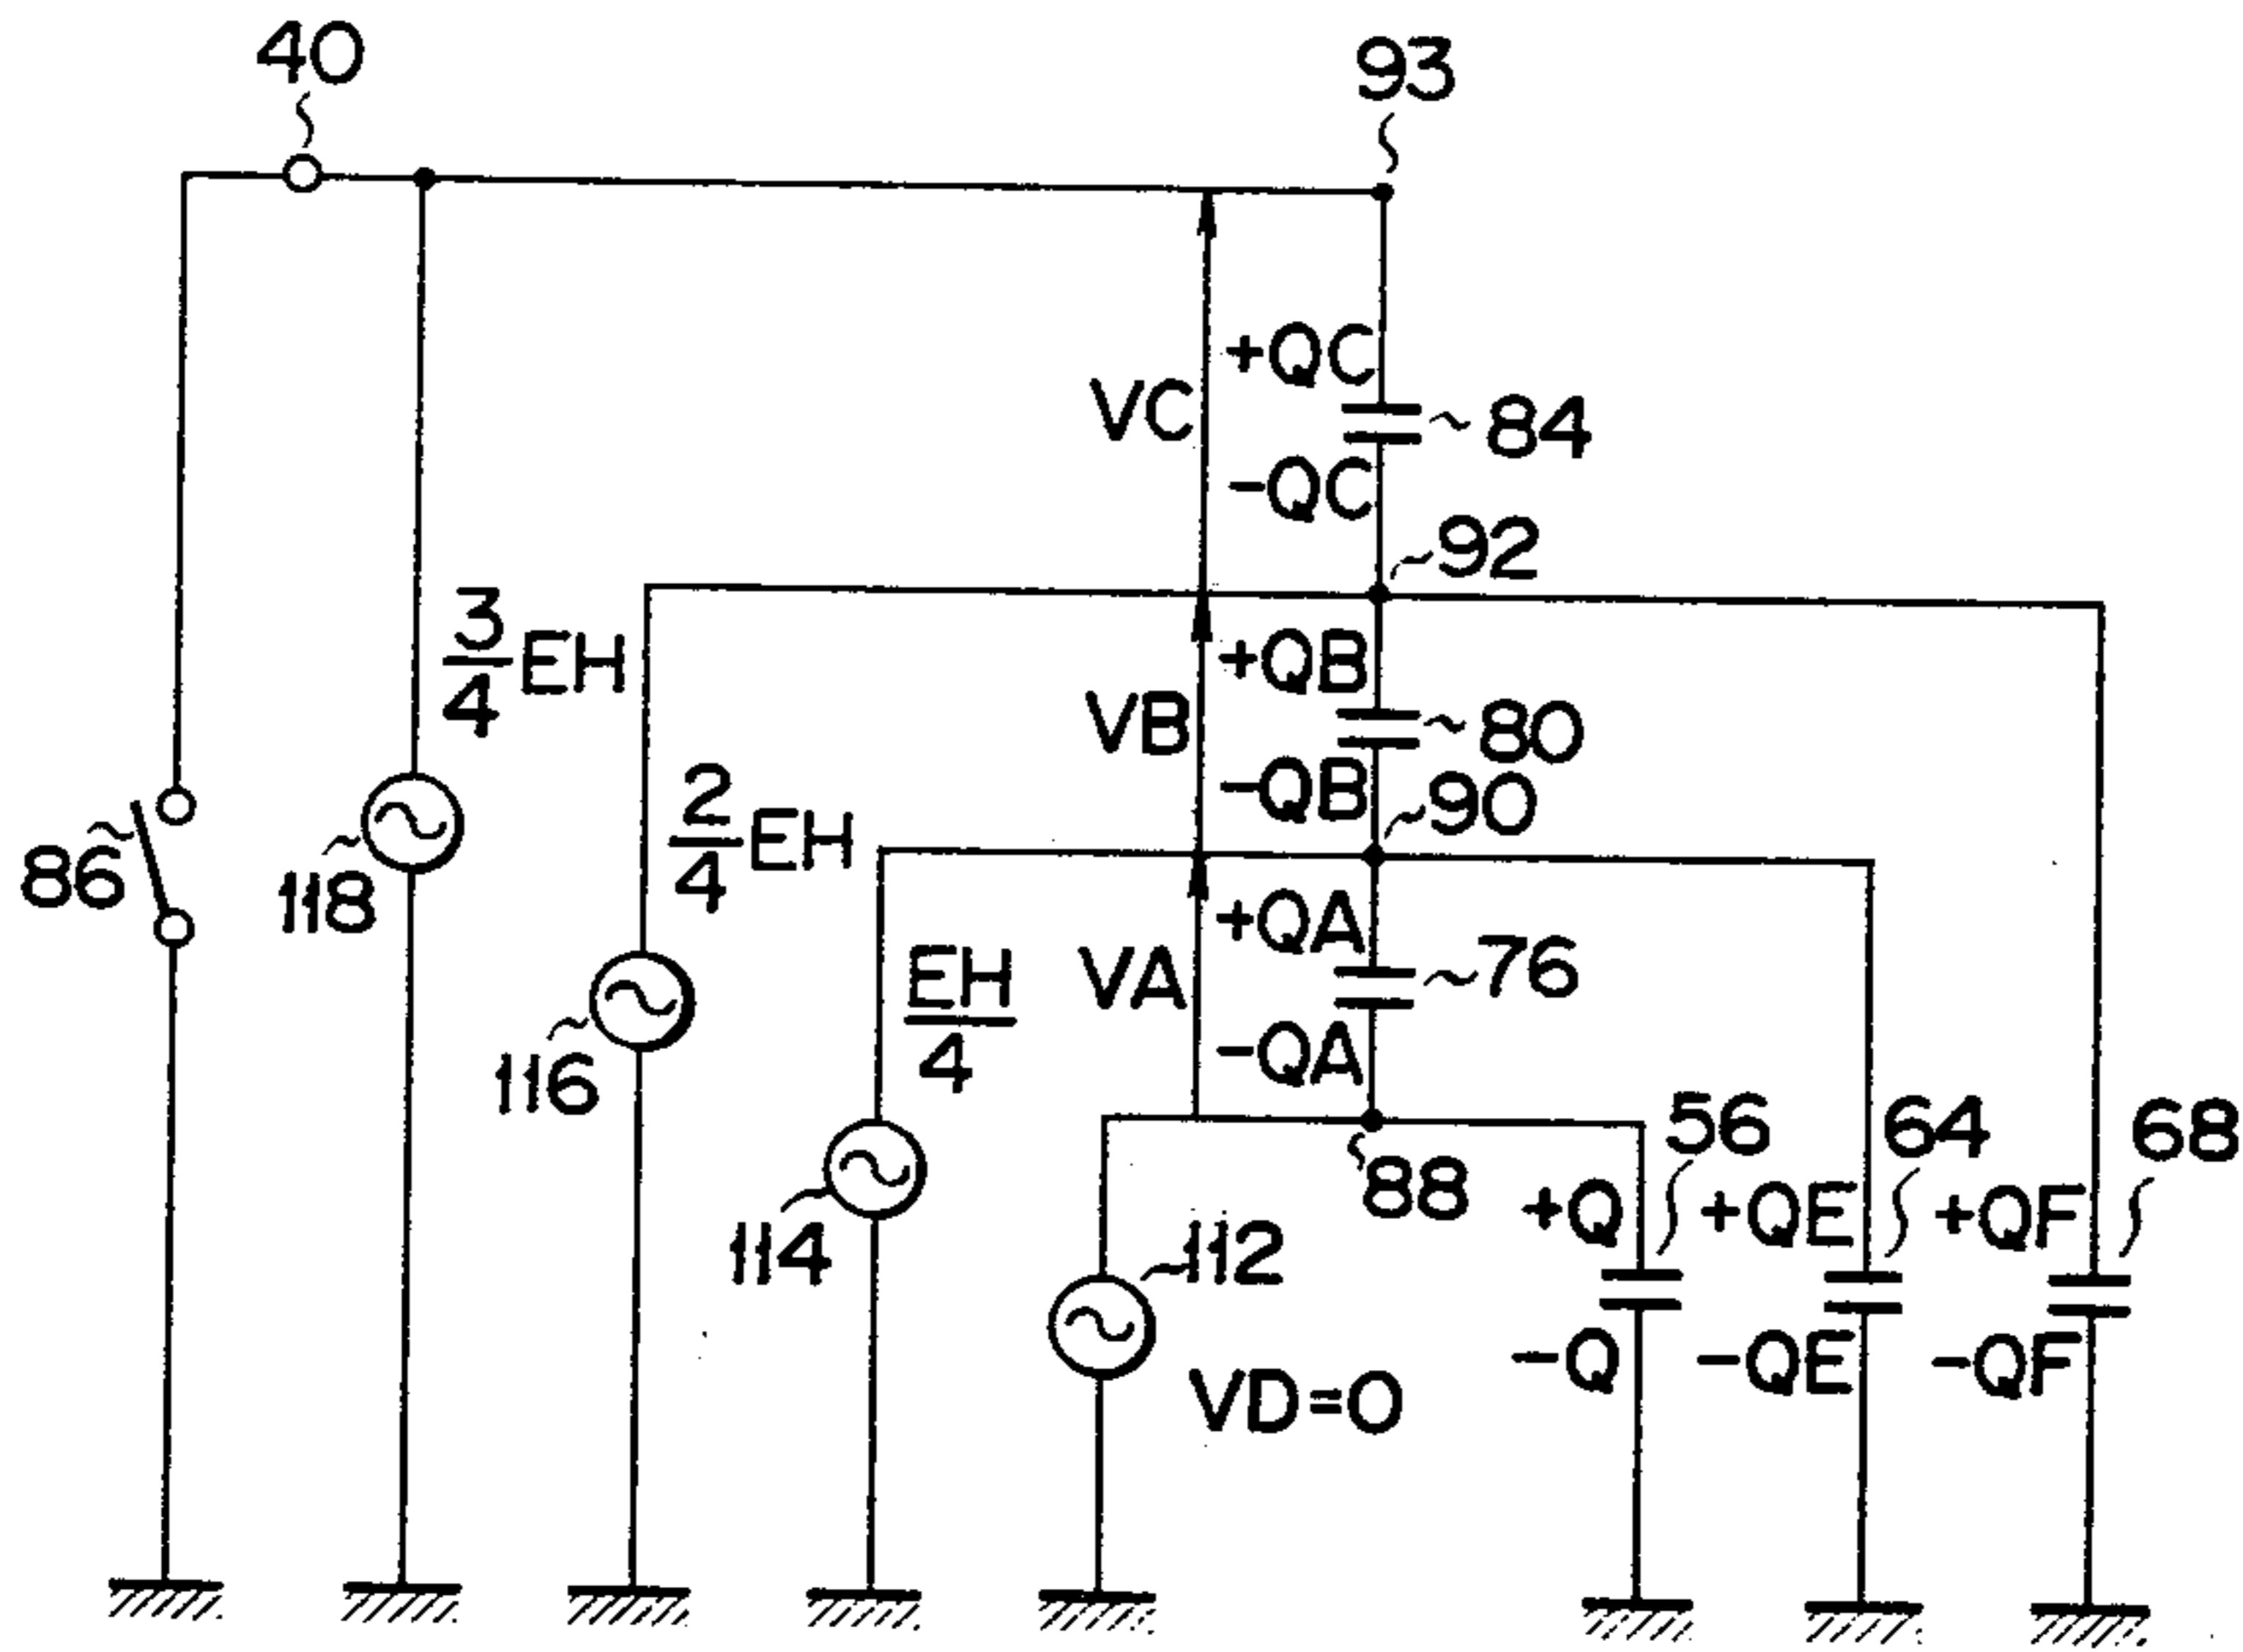 40
93
+QC
VC
84
-QC
92
3/4 EH
+QB
VB
80
2/4 EH
-QB
90
86
118
EH/4
+QA
VA
76
-QA
116
56
64
68
88
+Q
+QE
+QF
114
112
-Q
-QE
-QF
VD=0